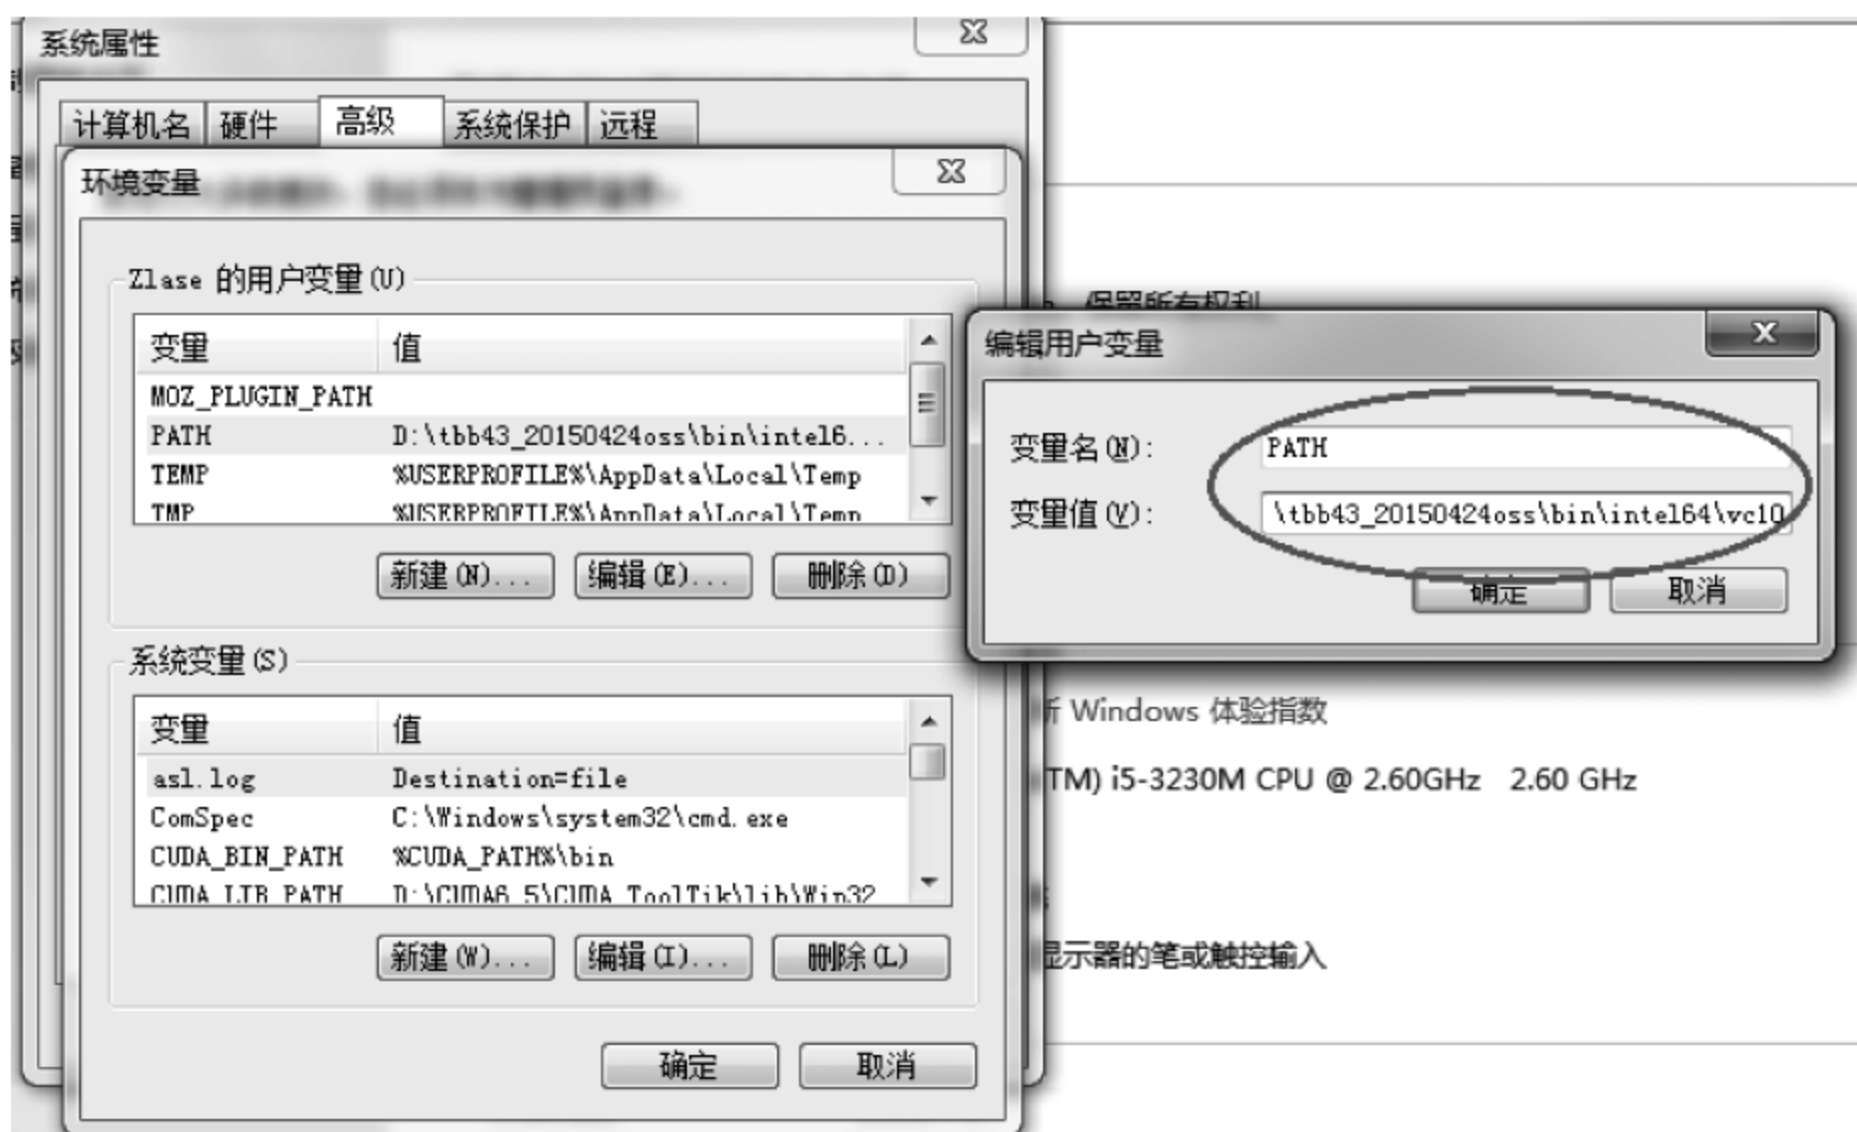 系统属性
计算机名 硬件 高级 系统保护 远程
环境变量
Zlase 的用户变量(U)
变量 值
MOZ_PLUGIN_PATH
PATH D:\tbb43_20150424oss\bin\intel6...
TEMP %USERPROFILE%\AppData\Local\Temp
TMP %USERPROFILE%\AppData\Local\Temp
新建(N)... 编辑(E)... 删除(D)
系统变量(S)
变量 值
asl.log Destination=file
ComSpec C:\Windows\system32\cmd.exe
CUDA_BIN_PATH %CUDA_PATH%\bin
CUDA_LIB_PATH D:\CUDA6.5\CUDA_ToolTik\lib\Win32
新建(W)... 编辑(I)... 删除(L)
确定 取消
保留所有权利
编辑用户变量
变量名(N): PATH
变量值(V): \tbb43_20150424oss\bin\intel64\vc10
确定 取消
Windows 体验指数
TM) i5-3230M CPU @ 2.60GHz 2.60 GHz
显示器的笔或触控输入